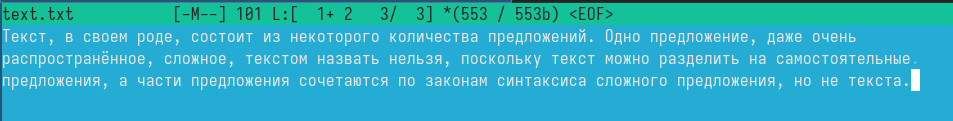 text.txt [-M--] 101 L:[ 1+ 2 3/ 3] *(553 / 553b) <EOF>
Текст, в своем роде, состоит из некоторого количества предложений. Одно предложение, даже очень
распространённое, сложное, текстом назвать нельзя, поскольку текст можно разделить на самостоятельные.
предложения, а части предложения сочетаются по законам синтаксиса сложного предложения, но не текста.